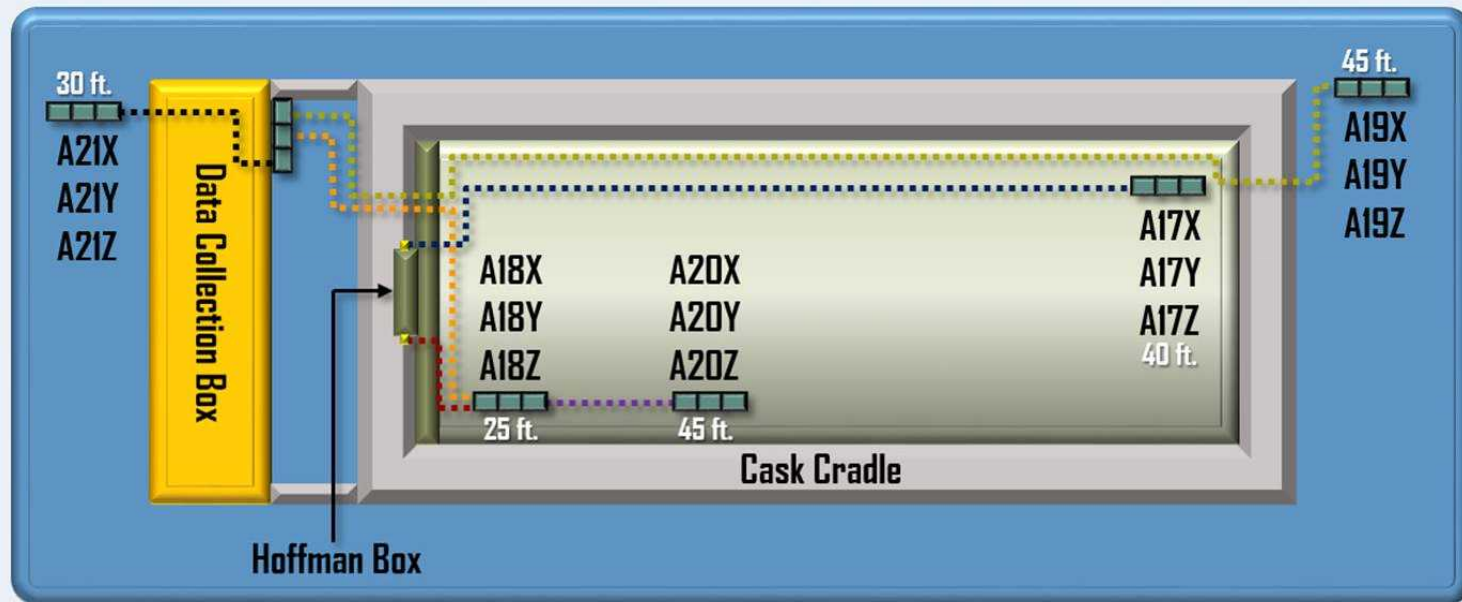 30 ft.
A21X
A21Y
A21Z
Data Collection Box
45 ft.
A19X
A19Y
A19Z
A17X
A17Y
A17Z
40 ft.
A18X
A18Y
A18Z
25 ft.
A20X
A20Y
A20Z
45 ft.
Cask Cradle
Hoffman Box